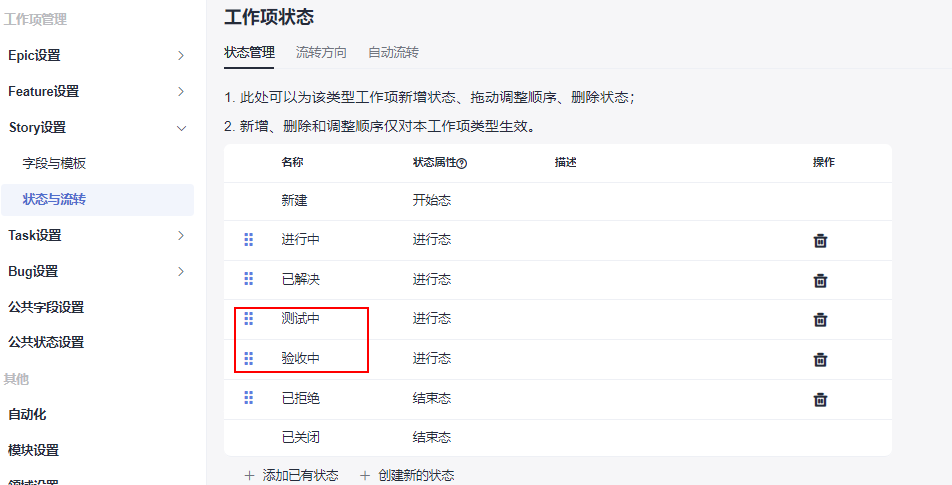 工作项管理
Epic设置
Feature设置
Story设置
字段与模板
状态与流转
Task设置
Bug设置
公共字段设置
公共状态设置
其他
自动化
模块设置
领域设置
工作项状态
状态管理 流转方向 自动流转
1. 此处可以为该类型工作项新增状态、拖动调整顺序、删除状态；
2. 新增、删除和调整顺序仅对本工作项类型生效。
名称 状态属性 描述 操作
新建 开始态
进行中 进行态
已解决 进行态
测试中 进行态
验收中 进行态
已拒绝 结束态
已关闭 结束态
+ 添加已有状态 + 创建新的状态